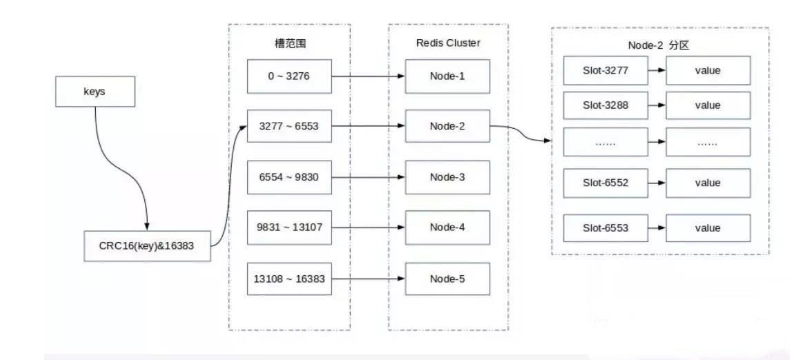 keys
CRC16(key)&16383
槽范围
0 ~ 3276
3277 ~ 6553
6554 ~ 9830
9831 ~ 13107
13108 ~ 16383
Redis Cluster
Node-1
Node-2
Node-3
Node-4
Node-5
Node-2 分区
Slot-3277
value
Slot-3288
value
......
......
Slot-6552
value
Slot-6553
value